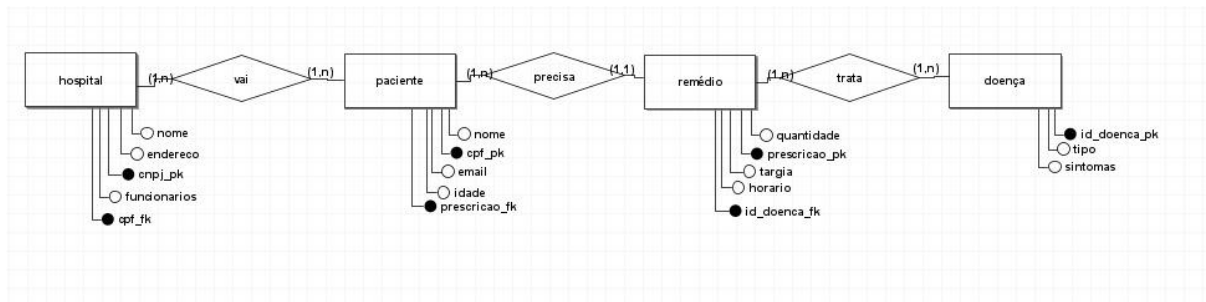 hospital
(1,n)
vai
(1,n)
paciente
(1,n)
precisa
(1,1)
remédio
(1,n)
trata
(1,n)
doença
nome
endereco
cnpj_pk
funcionarios
cpf_fk
nome
cpf_pk
email
idade
prescricao_fk
quantidade
prescricao_pk
targia
horario
id_doenca_fk
id_doenca_pk
tipo
sintomas